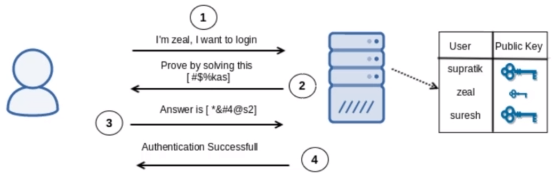 1
I'm zeal, I want to login
Prove by solving this
[ #$%kas]
2
3
Answer is [ *&#4@s2]
Authentication Successfull
4
User Public Key
supratik
zeal
suresh